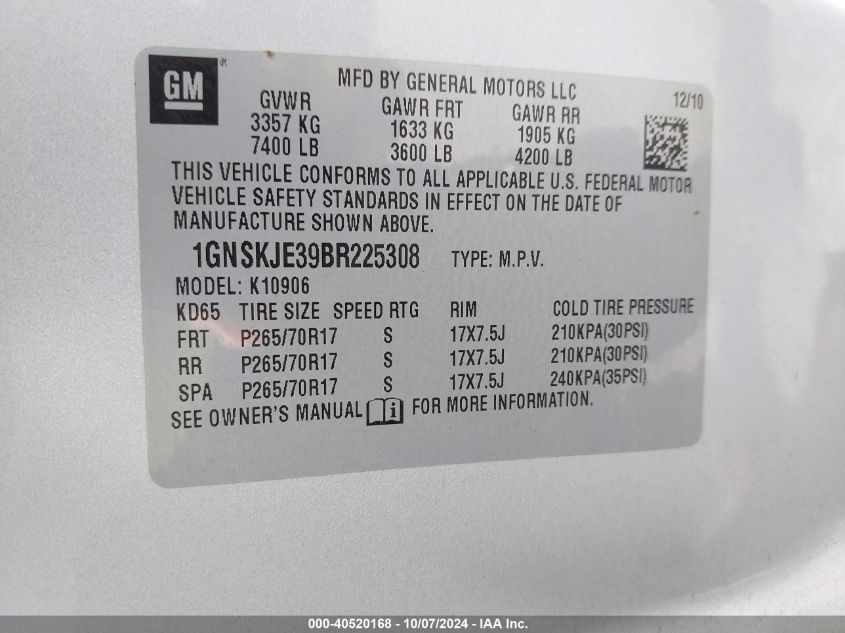 GM ®
MFD BY GENERAL MOTORS LLC
12/10
GVWR GAWR FRT GAWR RR
3357 KG 1633 KG 1905 KG
7400 LB 3600 LB 4200 LB
THIS VEHICLE CONFORMS TO ALL APPLICABLE U.S. FEDERAL MOTOR
VEHICLE SAFETY STANDARDS IN EFFECT ON THE DATE OF
MANUFACTURE SHOWN ABOVE.
1GNSKJE39BR225308 TYPE: M.P.V.
MODEL: K10906
KD65 TIRE SIZE SPEED RTG RIM COLD TIRE PRESSURE
FRT P265/70R17 S 17X7.5J 210KPA(30PSI)
RR P265/70R17 S 17X7.5J 210KPA(30PSI)
SPA P265/70R17 S 17X7.5J 240KPA(35PSI)
SEE OWNER'S MANUAL i FOR MORE INFORMATION.
000-40520168 - 10/07/2024 - IAA Inc.